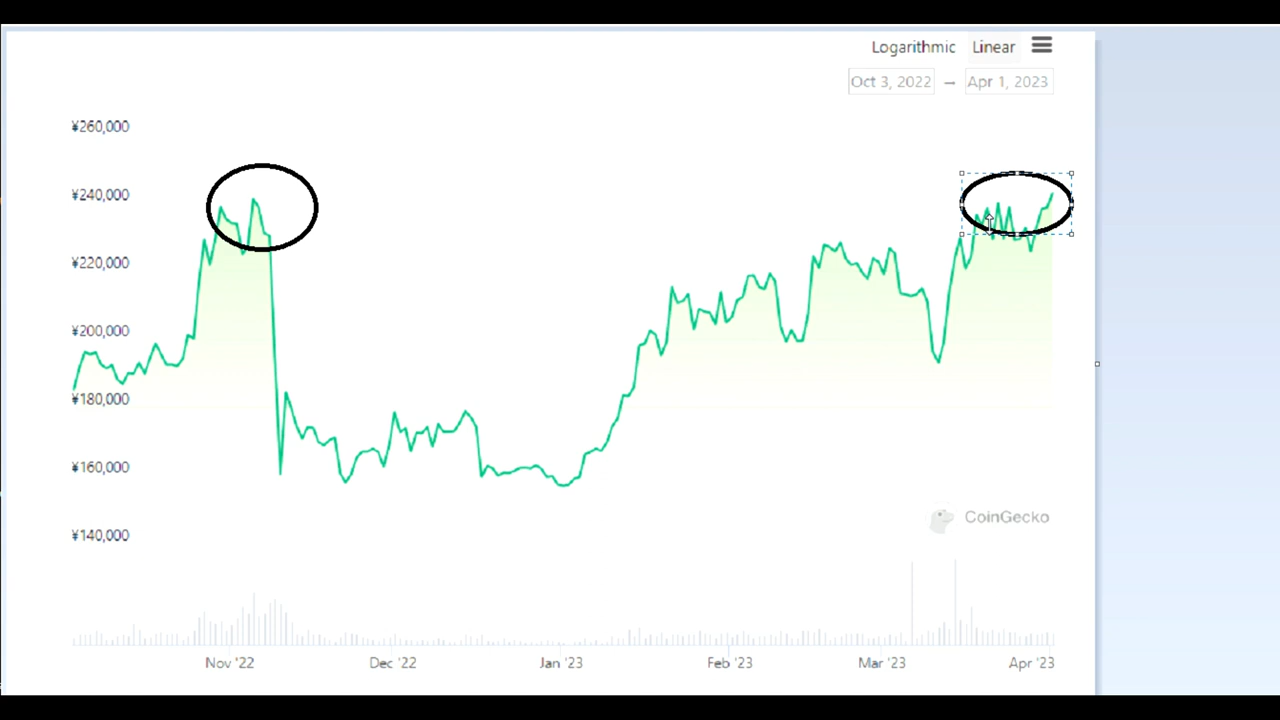 Logarithmic Linear
Oct 3, 2022 → Apr 1, 2023
¥260,000
¥240,000
¥220,000
¥200,000
¥180,000
¥160,000
¥140,000
CoinGecko
Nov '22 Dec '22 Jan '23 Feb '23 Mar '23 Apr '23